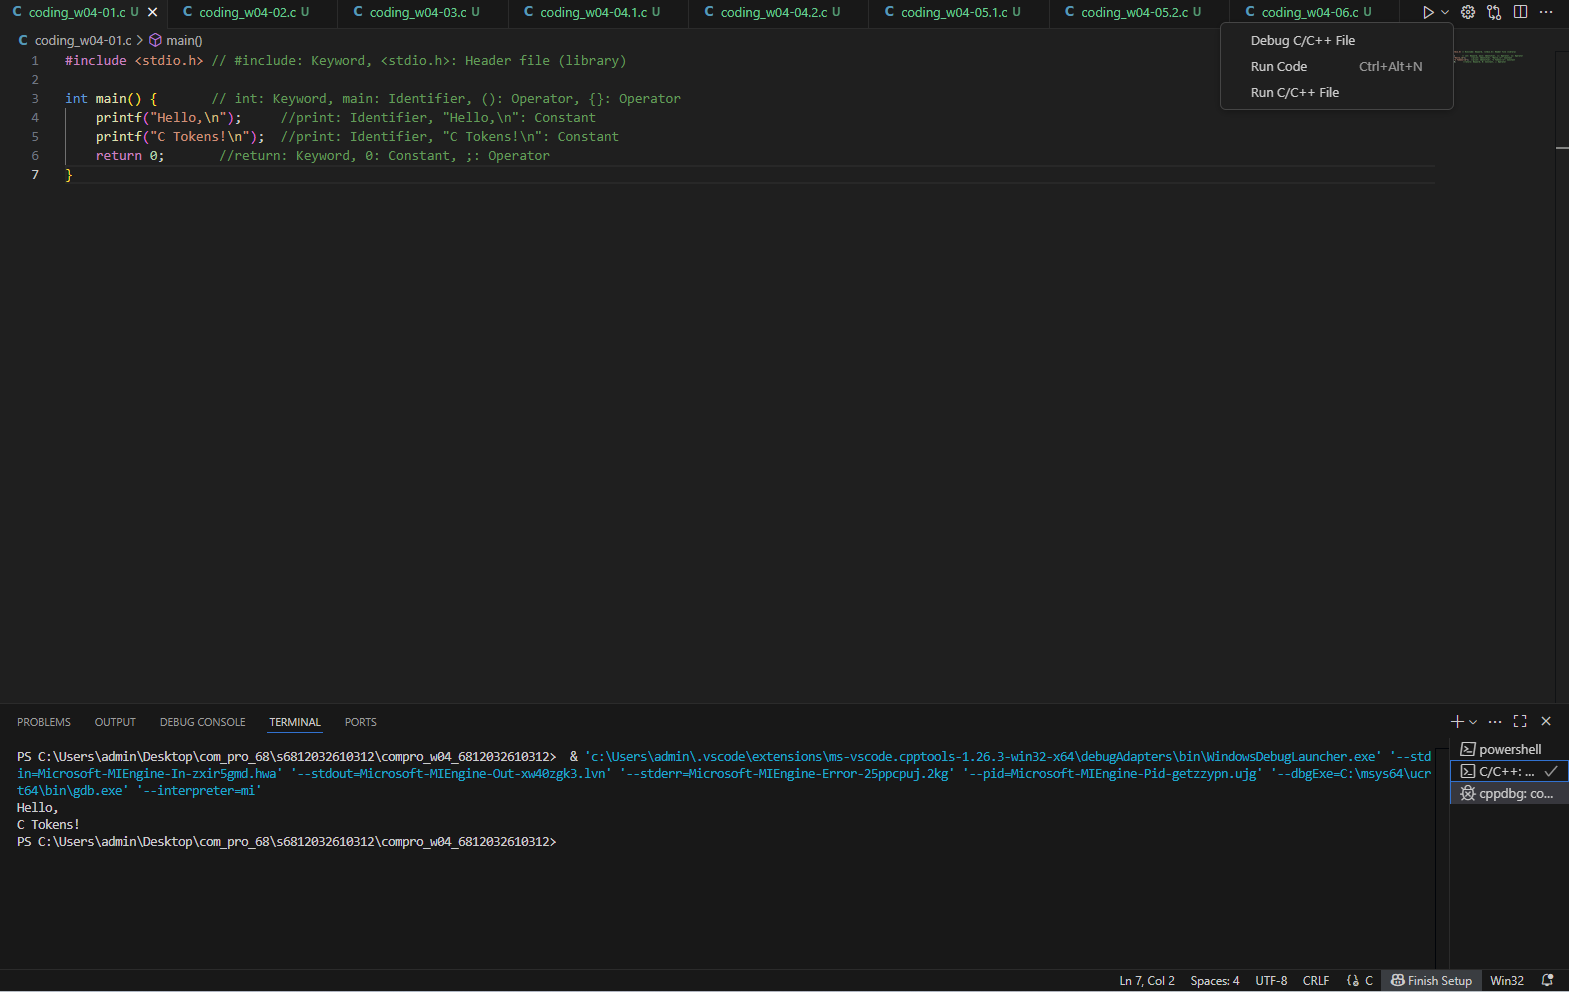 C coding_w04-01.c U ✕ C coding_w04-02.c U C coding_w04-03.c U C coding_w04-04.1.c U C coding_w04-04.2.c U C coding_w04-05.1.c U C coding_w04-05.2.c U C coding_w04-06.c U
C coding_w04-01.c > main()
Debug C/C++ File
Run Code Ctrl+Alt+N
Run C/C++ File
1 #include <stdio.h> // #include: Keyword, <stdio.h>: Header file (library)
2
3 int main() { // int: Keyword, main: Identifier, (): Operator, {}: Operator
4 printf("Hello,\n"); //print: Identifier, "Hello,\n": Constant
5 printf("C Tokens!\n"); //print: Identifier, "C Tokens!\n": Constant
6 return 0; //return: Keyword, 0: Constant, ;: Operator
7 }
PROBLEMS OUTPUT DEBUG CONSOLE TERMINAL PORTS
PS C:\Users\admin\Desktop\com_pro_68\s6812032610312\compro_w04_6812032610312> & 'c:\Users\admin\.vscode\extensions\ms-vscode.cpptools-1.26.3-win32-x64\debugAdapters\bin\WindowsDebugLauncher.exe' '--std
in=Microsoft-MIEngine-In-zxir5gmd.hwa' '--stdout=Microsoft-MIEngine-Out-xw40zgk3.lvn' '--stderr=Microsoft-MIEngine-Error-25ppcpuj.2kg' '--pid=Microsoft-MIEngine-Pid-getzzypn.ujg' '--dbgExe=C:\msys64\ucr
t64\bin\gdb.exe' '--interpreter=mi'
Hello,
C Tokens!
PS C:\Users\admin\Desktop\com_pro_68\s6812032610312\compro_w04_6812032610312>
powershell
C/C++: ...
cppdbg: co...
Ln 7, Col 2 Spaces: 4 UTF-8 CRLF {} C Finish Setup Win32